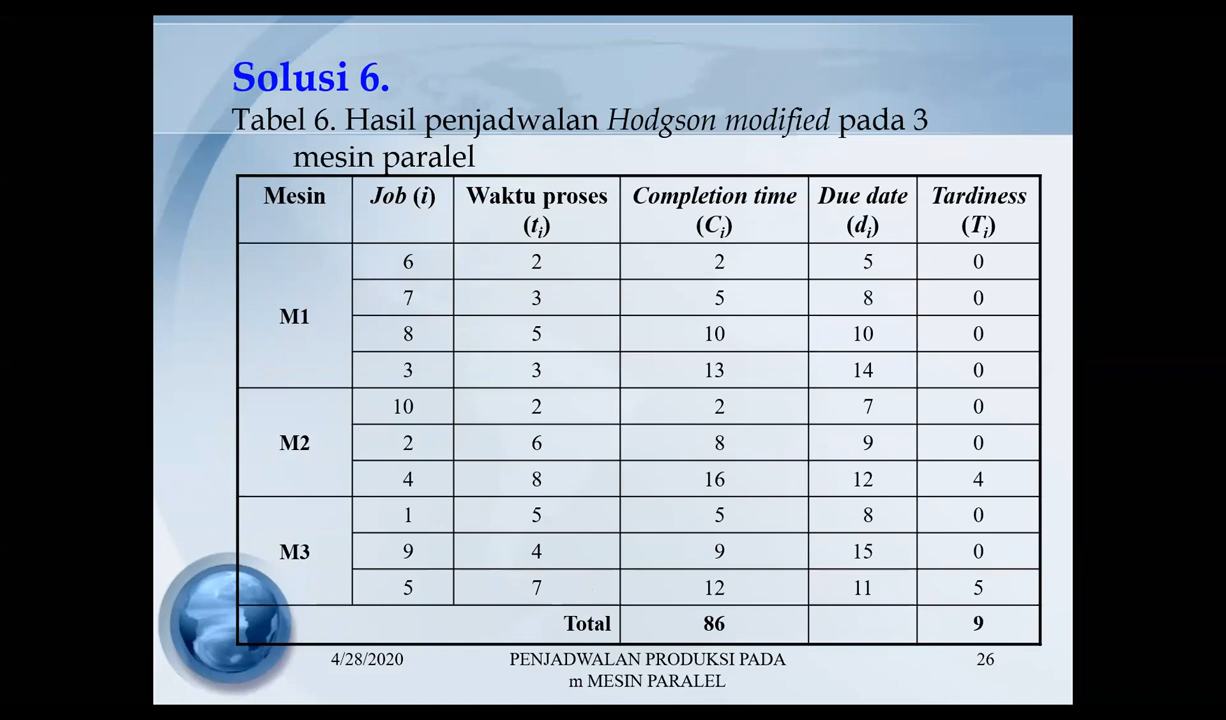 Solusi 6.
Tabel 6. Hasil penjadwalan Hodgson modified pada 3
mesin paralel
Mesin Job (i) Waktu proses (ti) Completion time (Ci) Due date (di) Tardiness (Ti)
M1 6 2 2 5 0
7 3 5 8 0
8 5 10 10 0
3 3 13 14 0
M2 10 2 2 7 0
2 6 8 9 0
4 8 16 12 4
M3 1 5 5 8 0
9 4 9 15 0
5 7 12 11 5
Total 86 9
4/28/2020 PENJADWALAN PRODUKSI PADA 26
m MESIN PARALEL